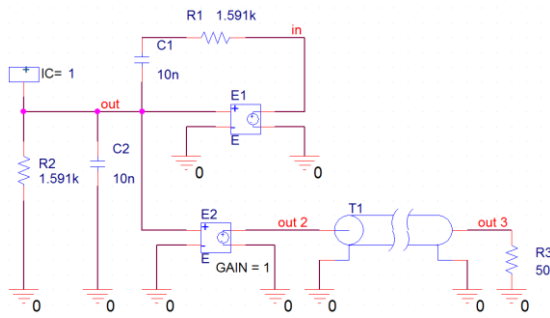 R1 1.591k
in
C1
10n
+
IC= 1
out
E1
+
-
E
R2
1.591k
C2
10n
0
0
E2
+
-
E
GAIN = 1
out 2
T1
out 3
R3
50
0
0
0
0
0
0
0